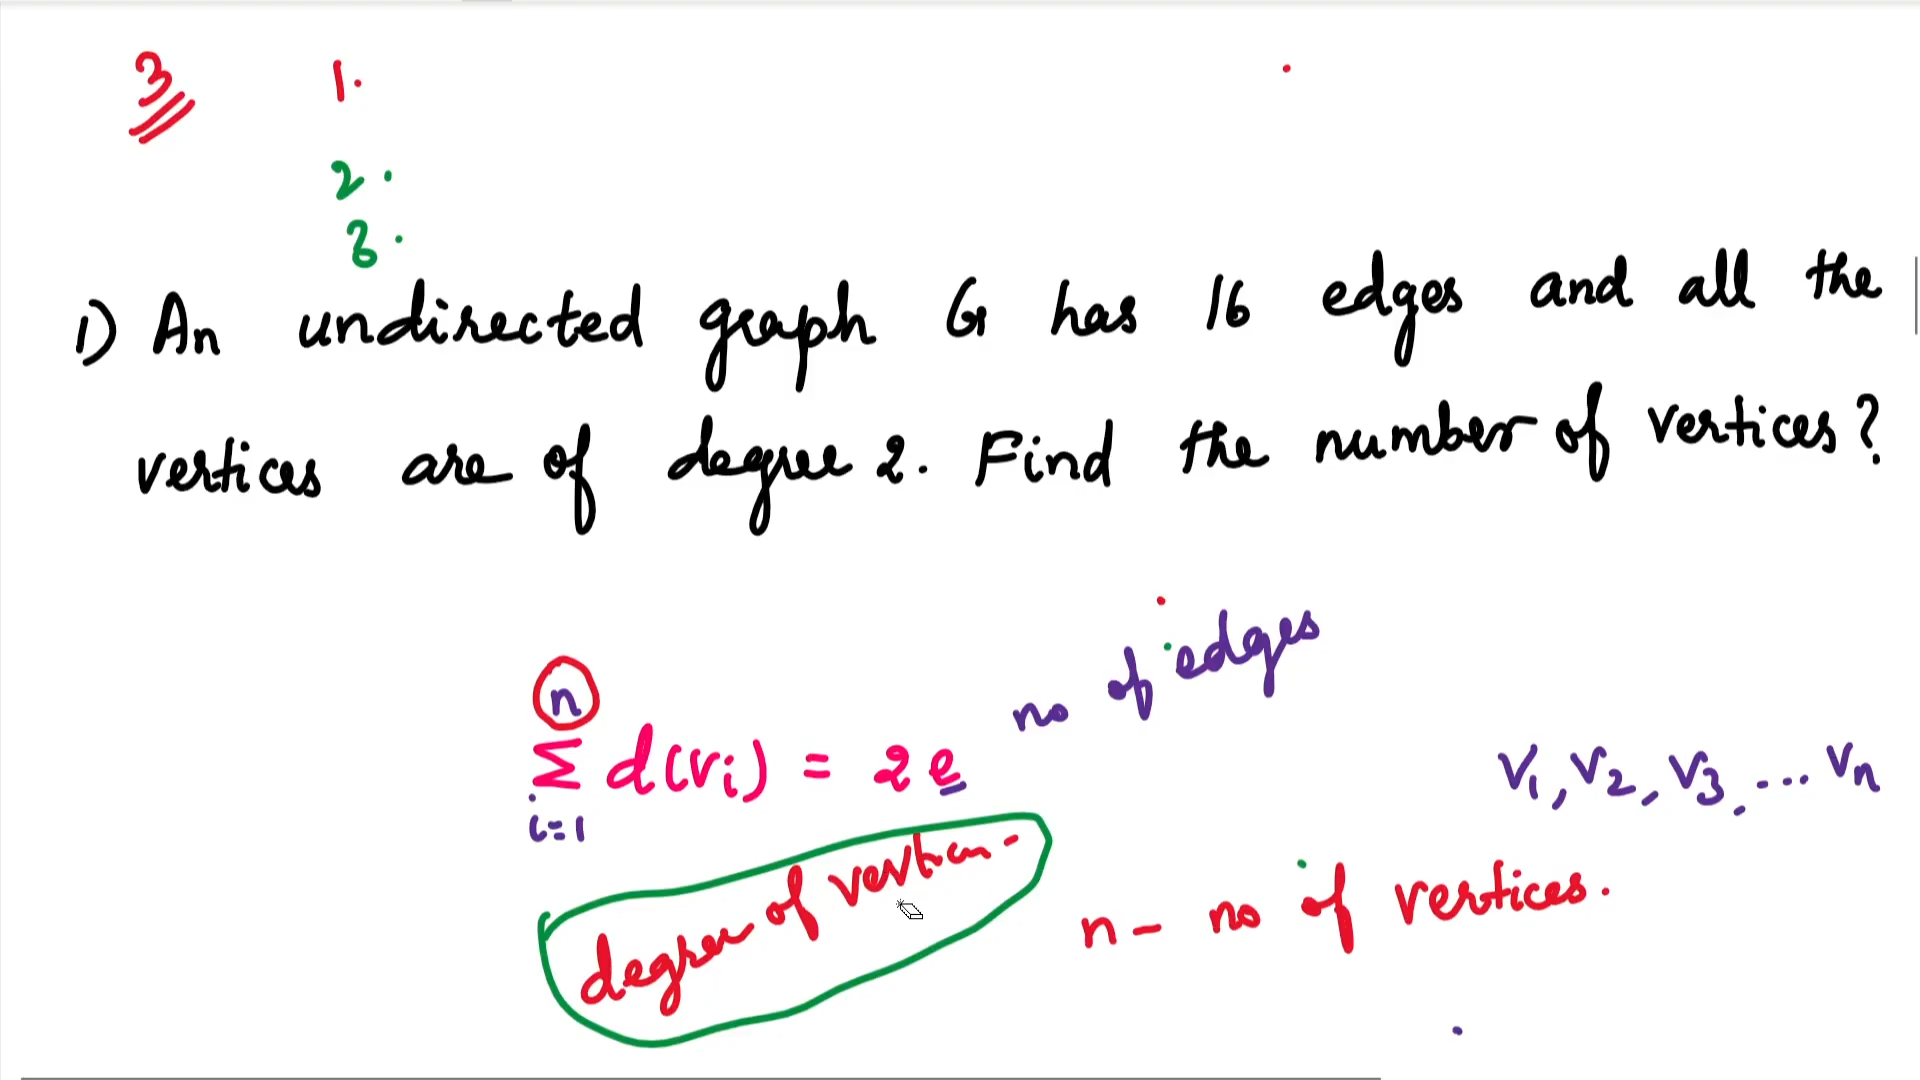 3
1.
2.
3.
1) An undirected graph G has 16 edges and all the
vertices are of degree 2. Find the number of vertices?
no of edges
n
Σ d(vi) = 2e
i=1
V1, V2, V3, ... Vn
degree of vertices
n - no of vertices.